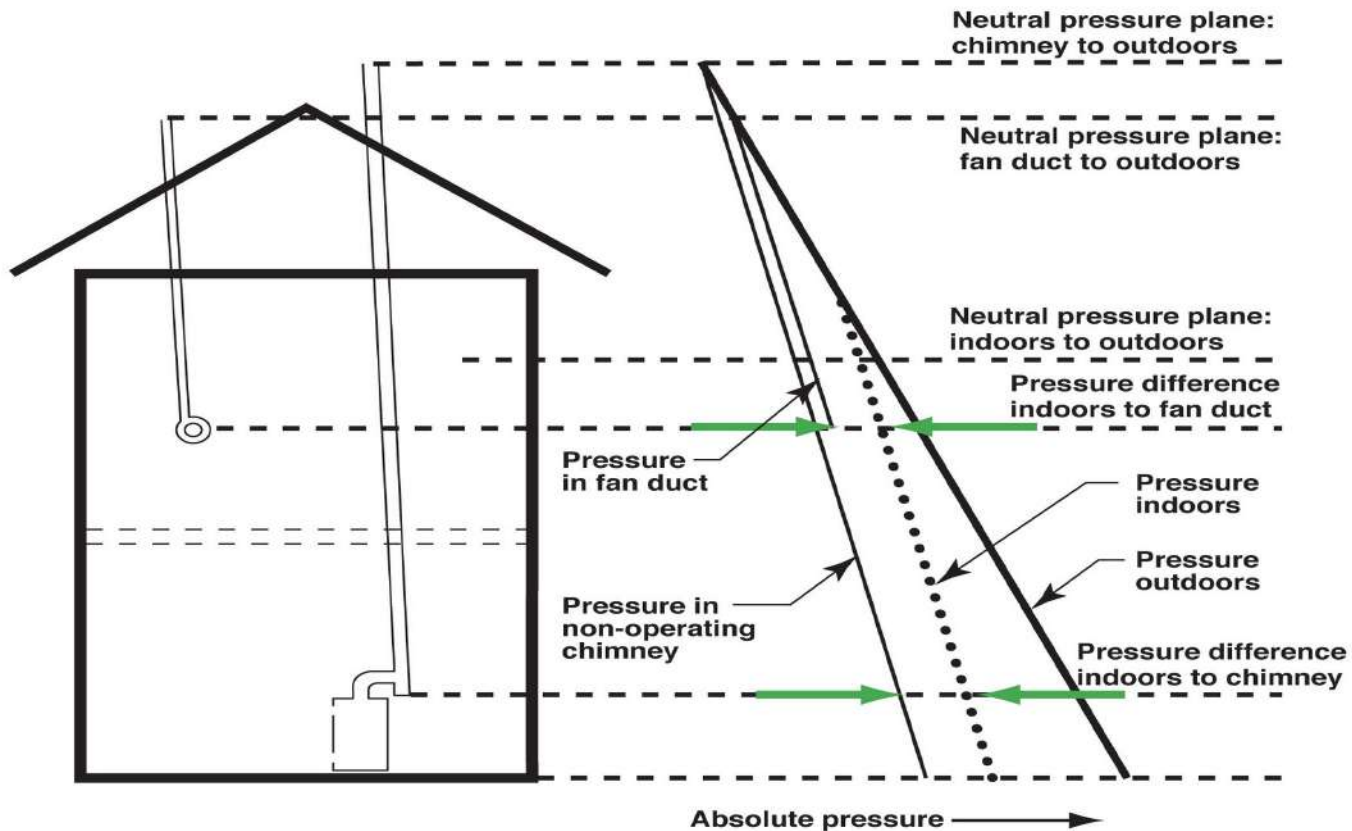 Neutral pressure plane:
chimney to outdoors
Neutral pressure plane:
fan duct to outdoors
Neutral pressure plane:
indoors to outdoors
Pressure difference
indoors to fan duct
Pressure
in fan duct
Pressure
indoors
Pressure
outdoors
Pressure in
non-operating
chimney
Pressure difference
indoors to chimney
Absolute pressure